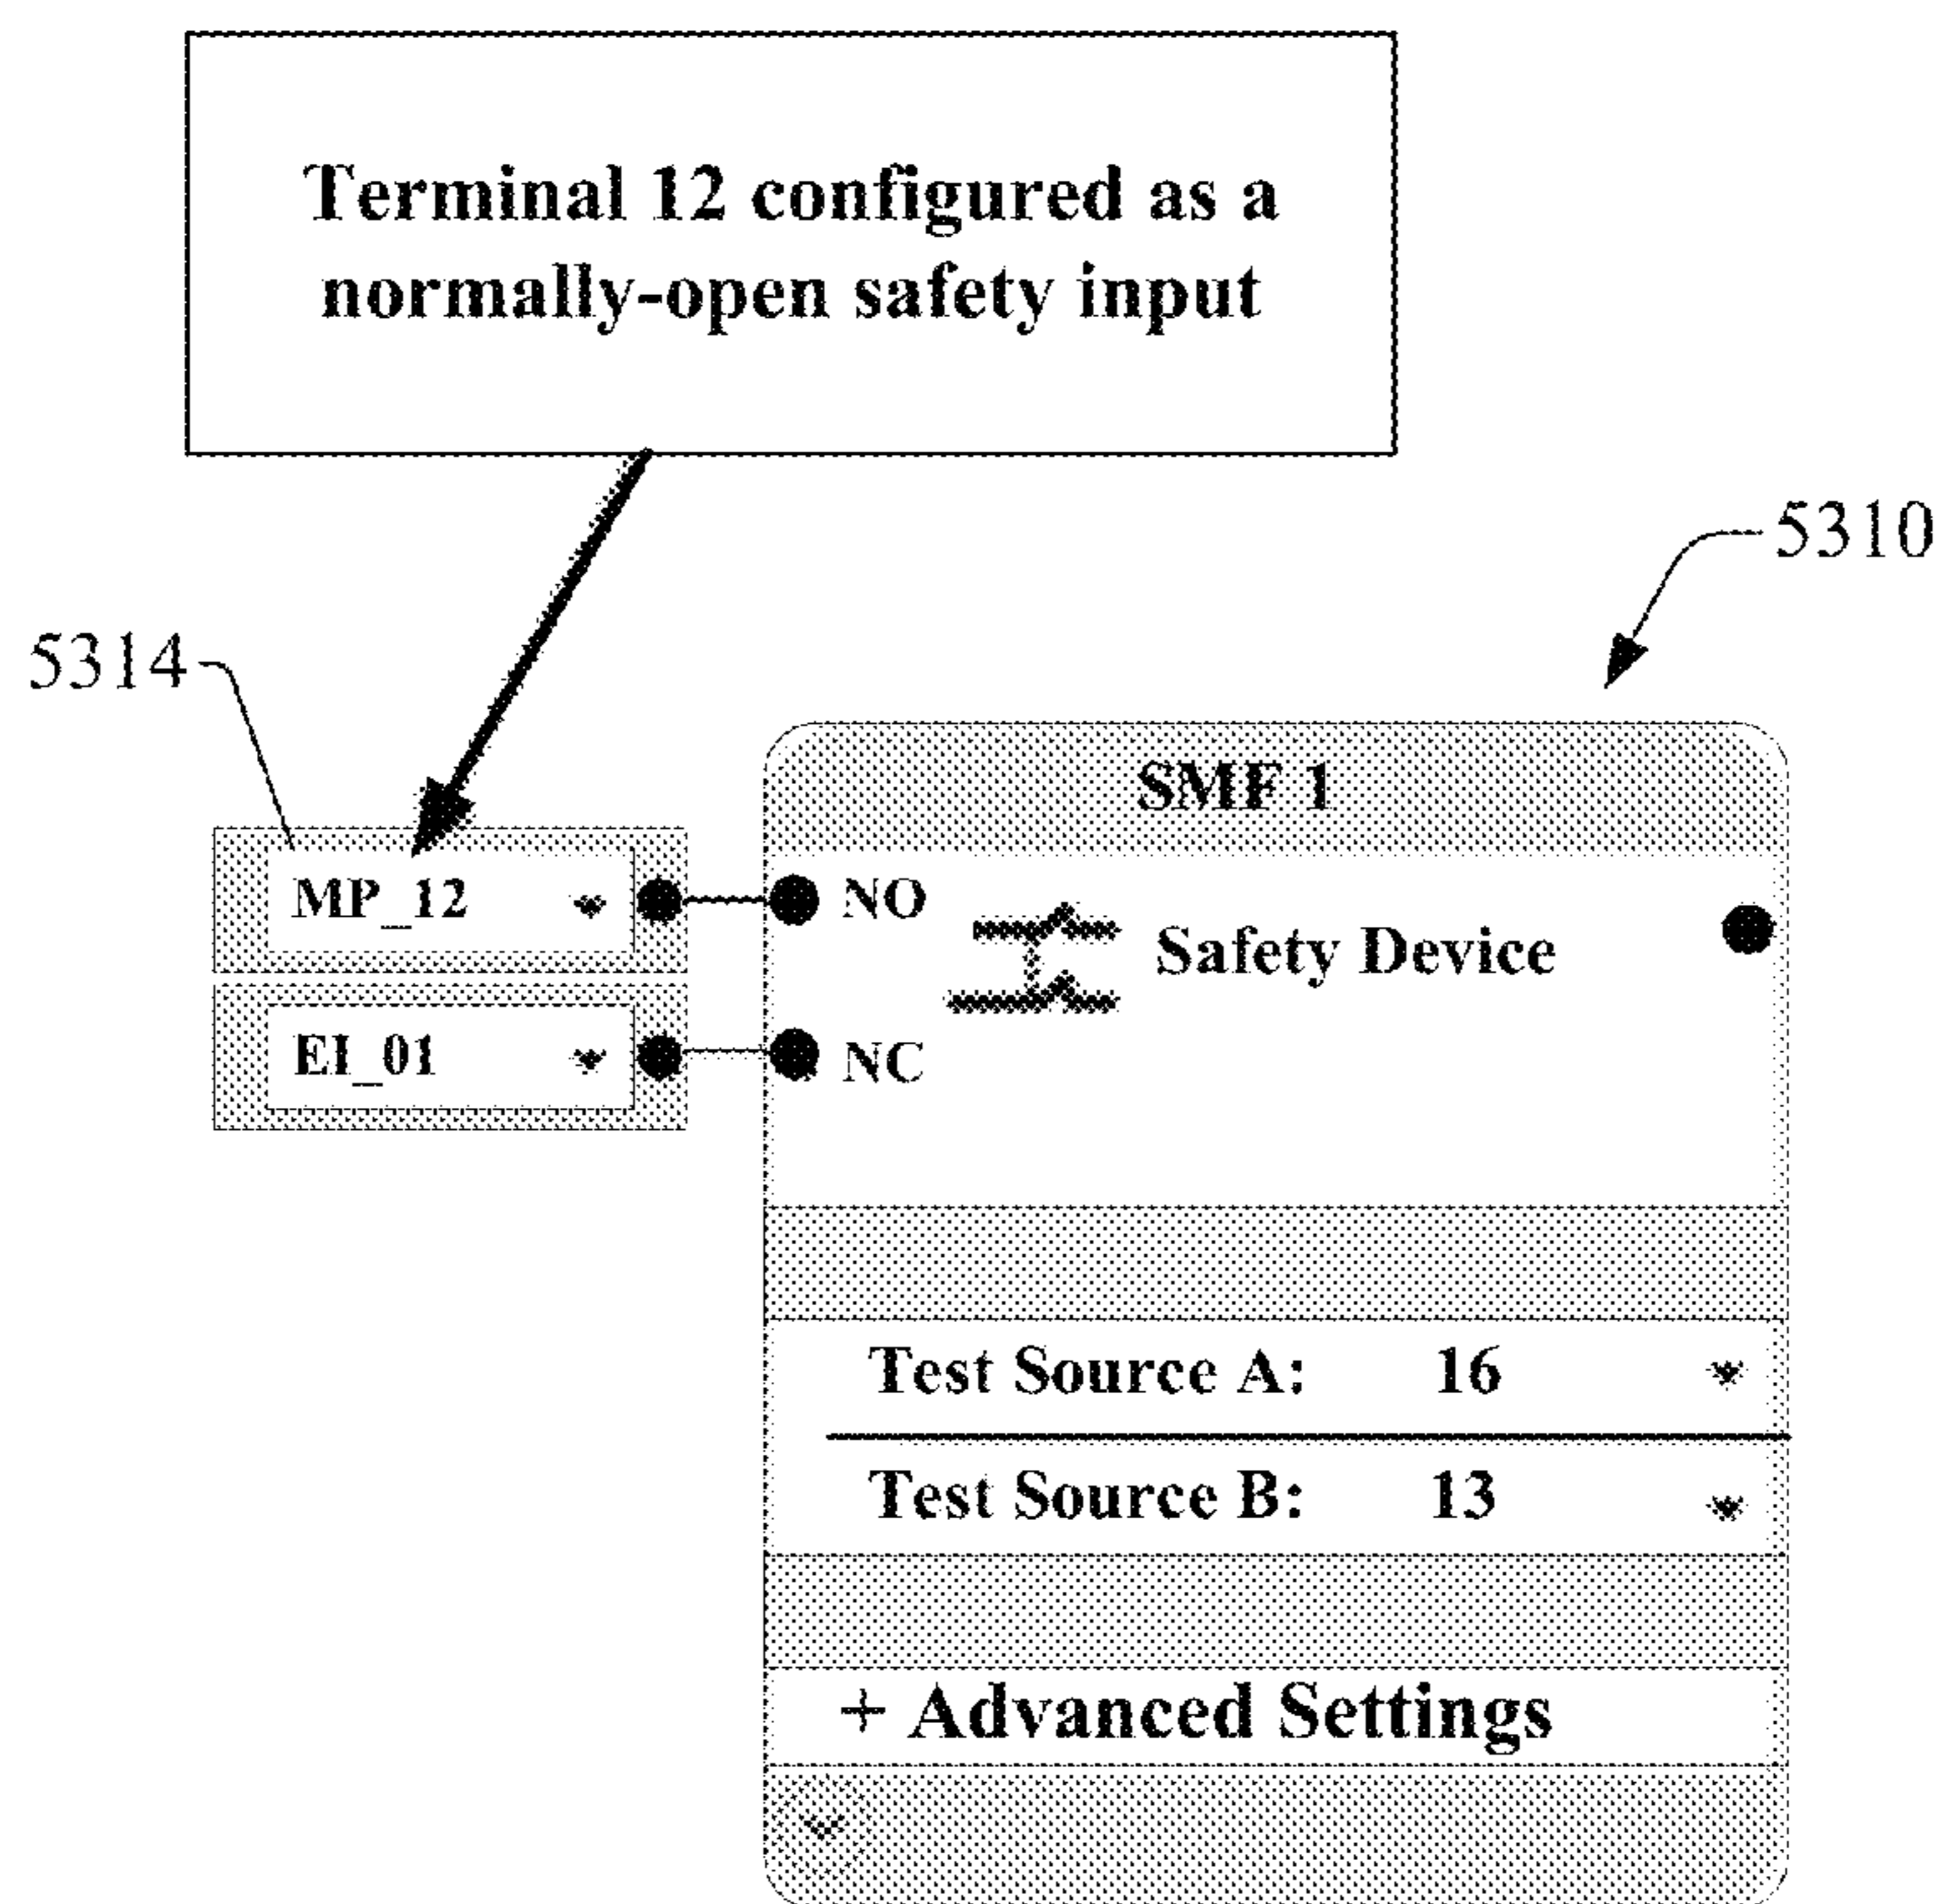 Terminal 12 configured as a
normally-open safety input
5310
5314
SMF 1
MP_12
NO
Safety Device
EI_01
NC
Test Source A: 16
Test Source B: 13
+ Advanced Settings